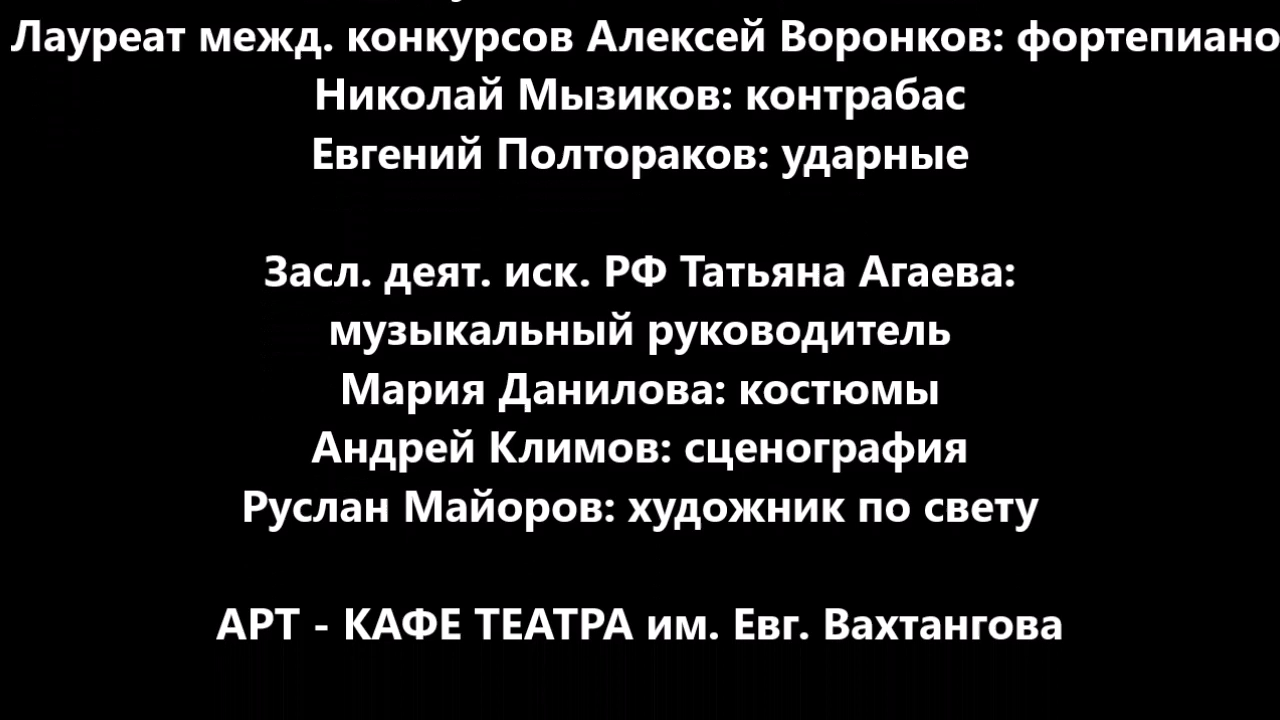 Лауреат межд. конкурсов Алексей Воронков: фортепиано
Николай Мызиков: контрабас
Евгений Полтораков: ударные
Засл. деят. иск. РФ Татьяна Агаева:
музыкальный руководитель
Мария Данилова: костюмы
Андрей Климов: сценография
Руслан Майоров: художник по свету
АРТ - КАФЕ ТЕАТРА им. Евг. Вахтангова